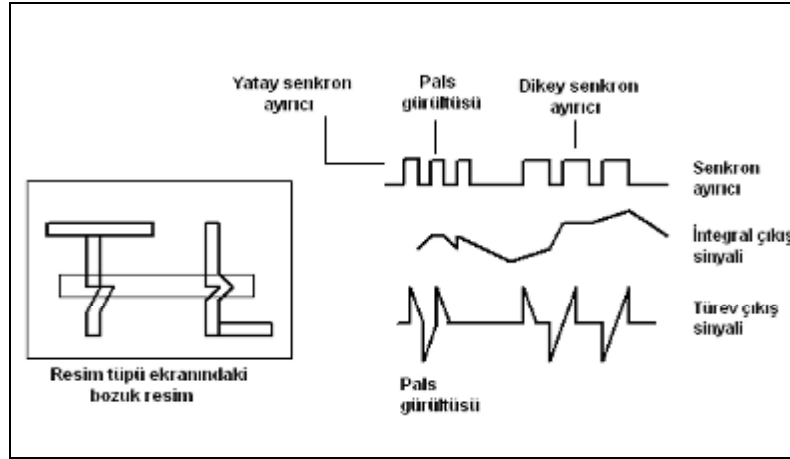 Yatay senkron
ayırıcı
Pals
gürültüsü
Dikey senkron
ayırıcı
Senkron
ayırıcı
İntegral çıkış
sinyali
Türev çıkış
sinyali
Resim tüpü ekranındaki
bozuk resim
Pals
gürültüsü